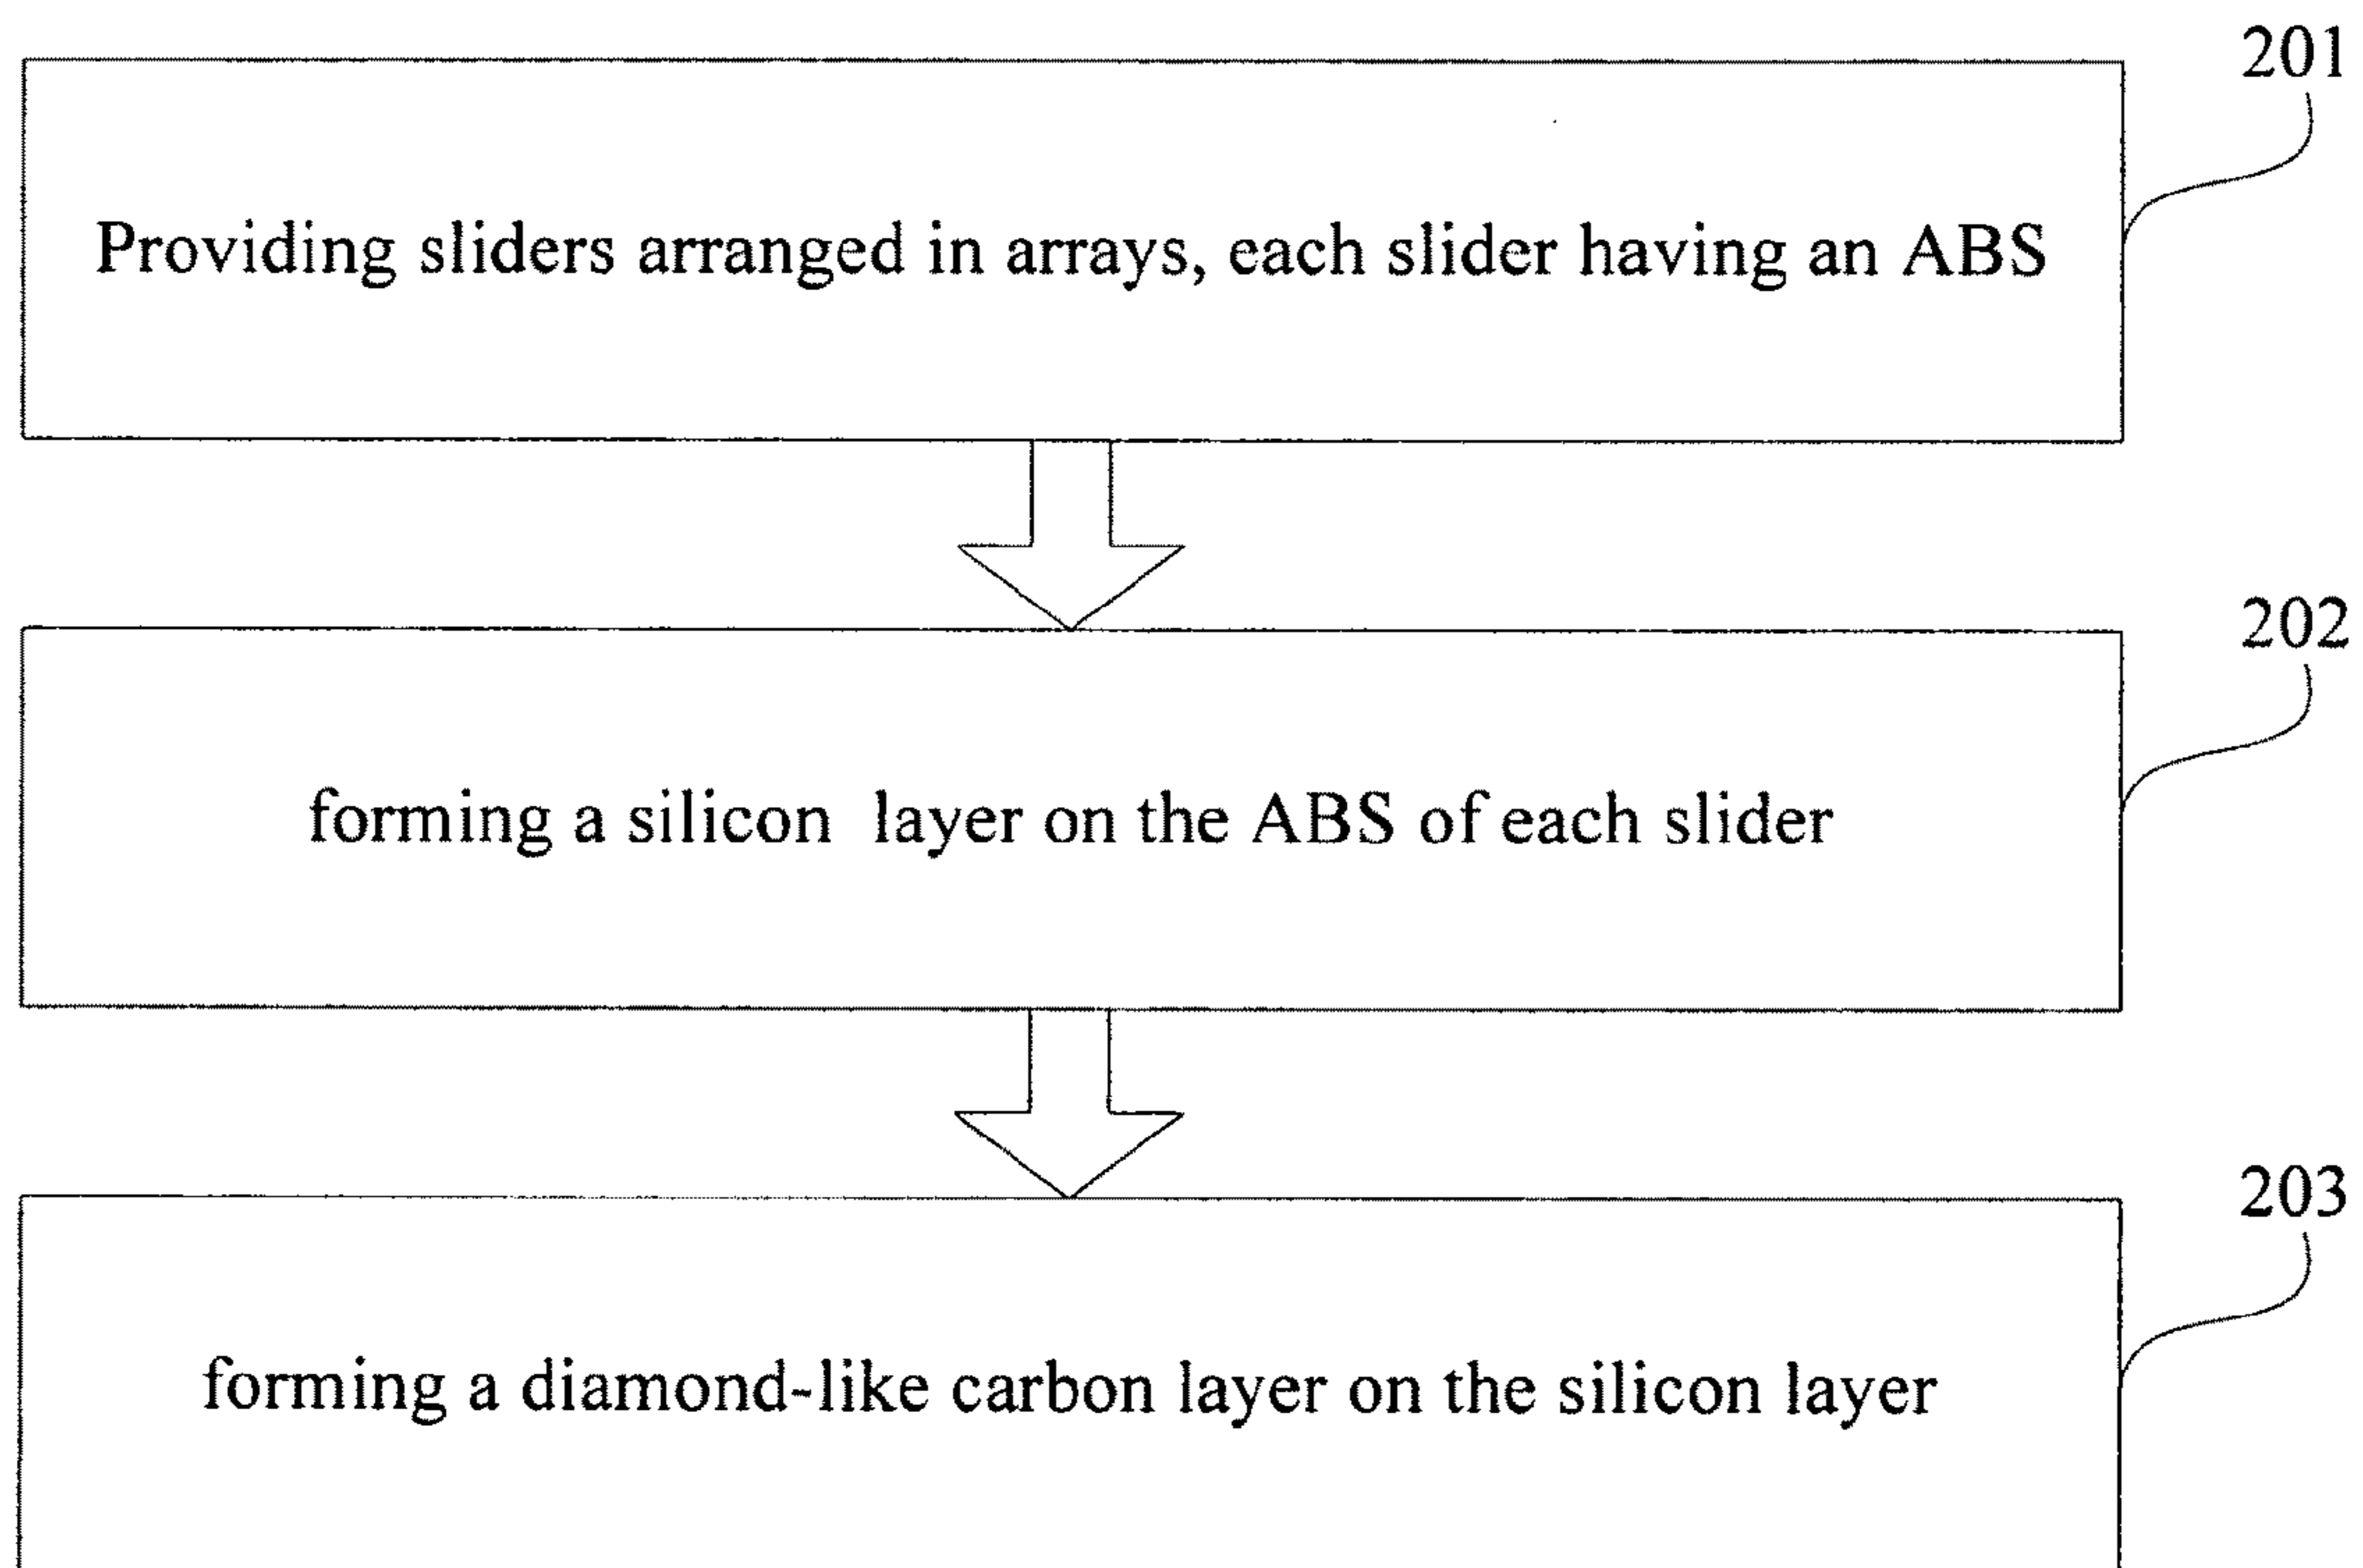 201
Providing sliders arranged in arrays, each slider having an ABS
202
forming a silicon layer on the ABS of each slider
203
forming a diamond-like carbon layer on the silicon layer